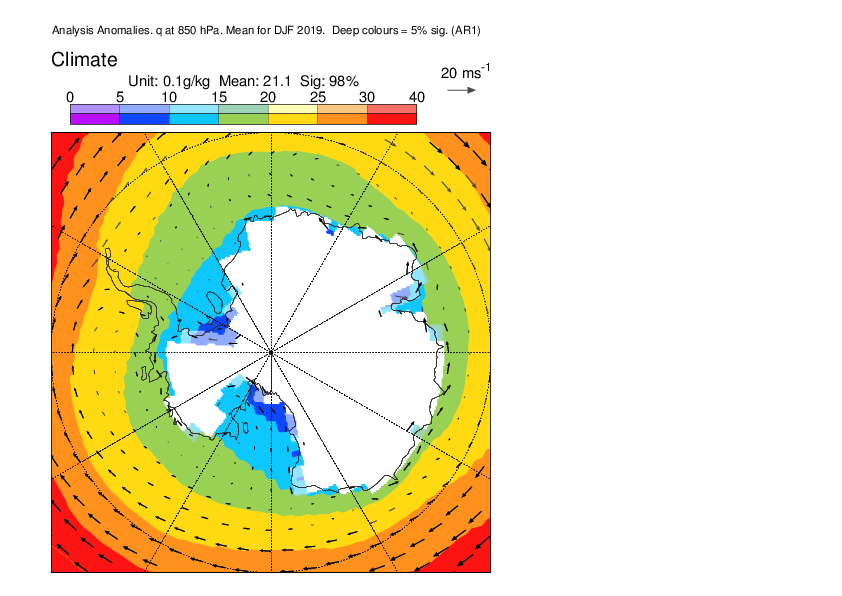 Analysis Anomalies. q at 850 hPa. Mean for DJF 2019.  Deep colours = 5% sig. (AR1)
Climate
20 ms-1
Unit: 0.1g/kg  Mean: 21.1  Sig: 98%
0 5 10 15 20 25 30 40